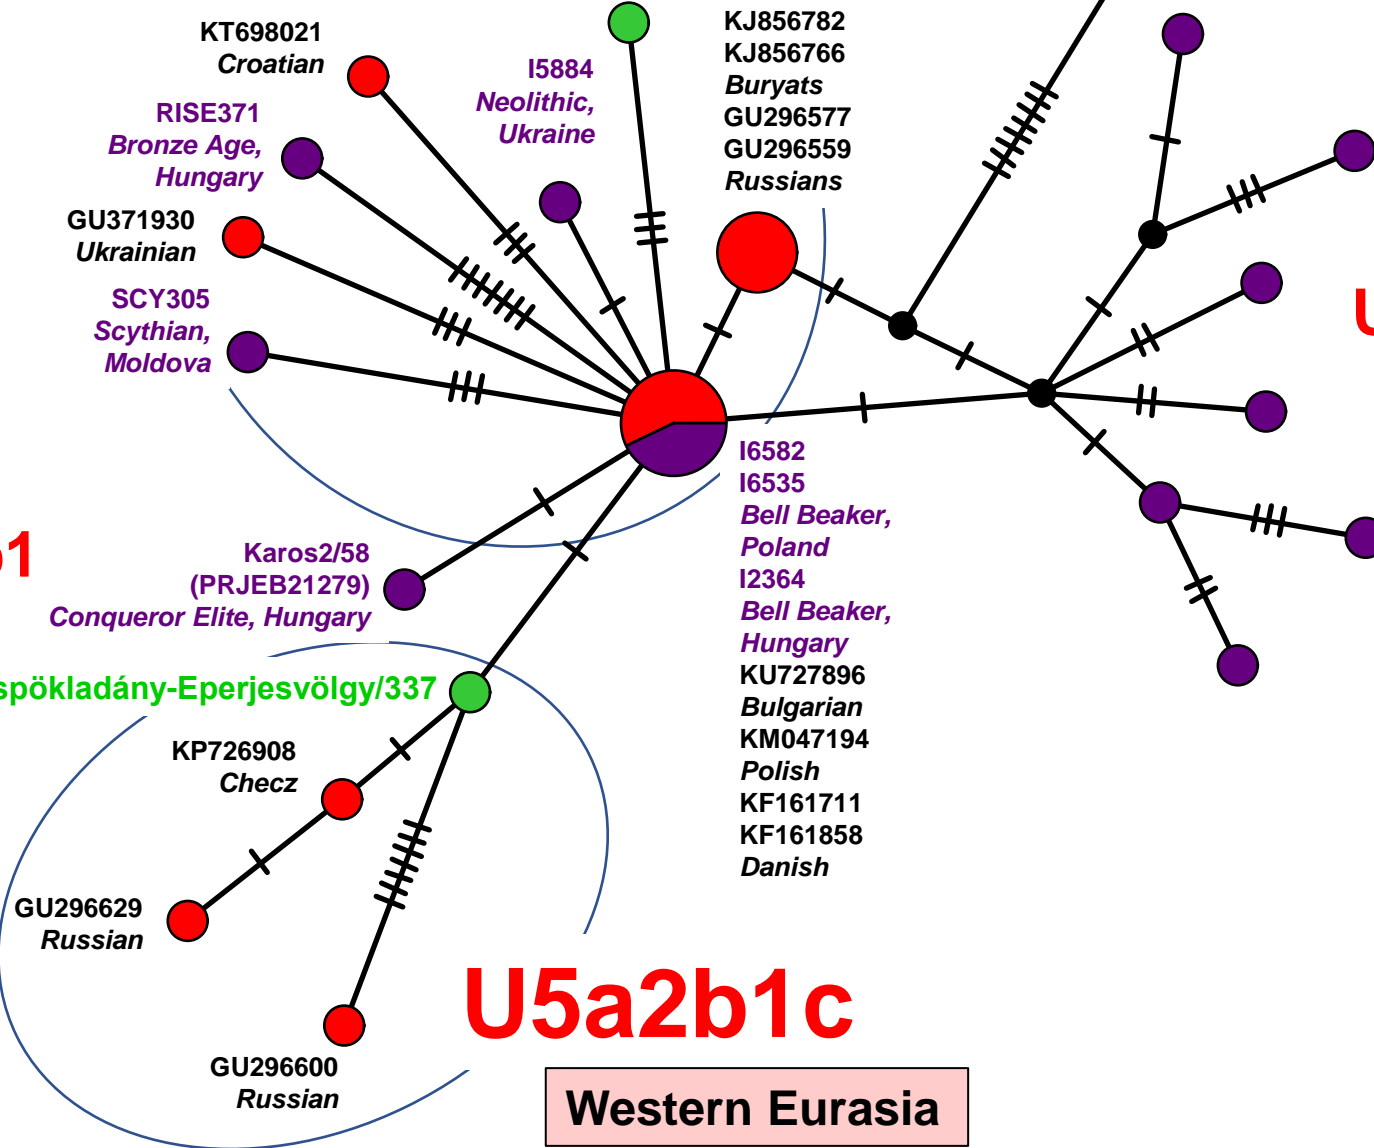 KT698021
Croatian
RISE371
Bronze Age,
Hungary
GU371930
Ukrainian
SCY305
Scythian,
Moldova
I5884
Neolithic,
Ukraine
KJ856782
KJ856766
Buryats
GU296577
GU296559
Russians
U
I6582
I6535
Bell Beaker,
Poland
I2364
Bell Beaker,
Hungary
KU727896
Bulgarian
KM047194
Polish
KF161711
KF161858
Danish
b1
Karos2/58
(PRJEB21279)
Conqueror Elite, Hungary
spökladány-Eperjesvölgy/337
KP726908
Checz
GU296629
Russian
GU296600
Russian
U5a2b1c
Western Eurasia